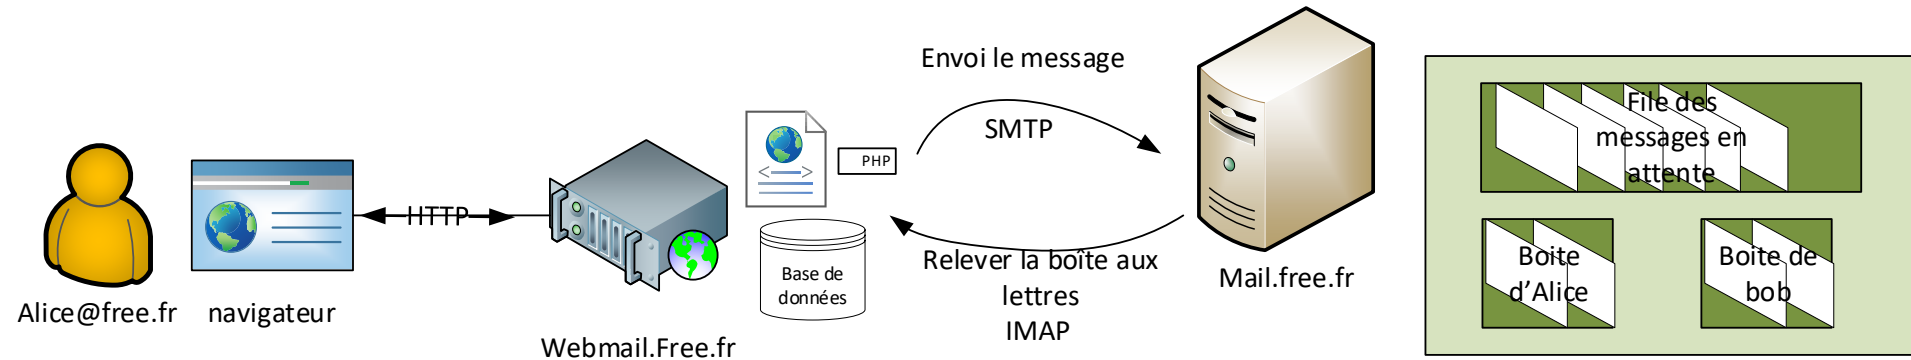 Alice@free.fr
navigateur
HTTP
Webmail.Free.fr
PHP
Base de
données
Envoi le message
SMTP
Relever la boîte aux
lettres
IMAP
Mail.free.fr
File des
messages en
attente
Boite
d’Alice
Boite de
bob